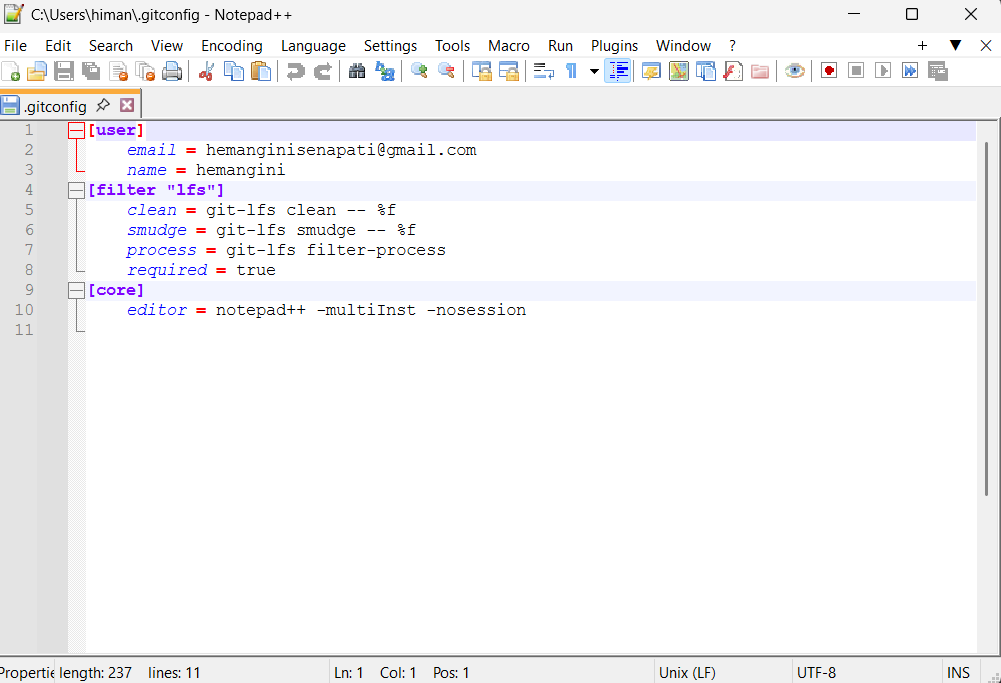 C:\Users\himan\.gitconfig - Notepad++
File Edit Search View Encoding Language Settings Tools Macro Run Plugins Window ? + ▼ X
.gitconfig
1 [user]
2 email = hemanginisenapati@gmail.com
3 name = hemangini
4 [filter "lfs"]
5 clean = git-lfs clean -- %f
6 smudge = git-lfs smudge -- %f
7 process = git-lfs filter-process
8 required = true
9 [core]
10 editor = notepad++ -multiInst -nosession
11
Propertie length: 237 lines: 11 Ln: 1 Col: 1 Pos: 1 Unix (LF) UTF-8 INS